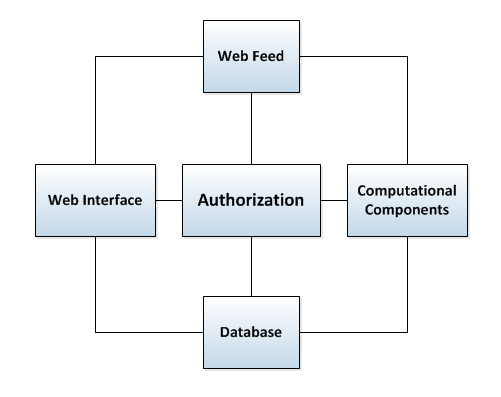 Web Feed
Web Interface
Authorization
Computational
Components
Database